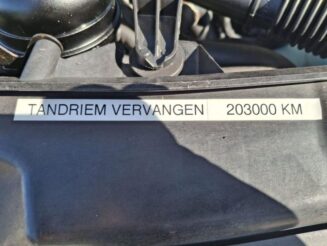 TANDRIEM VERVANGEN 203000 KM